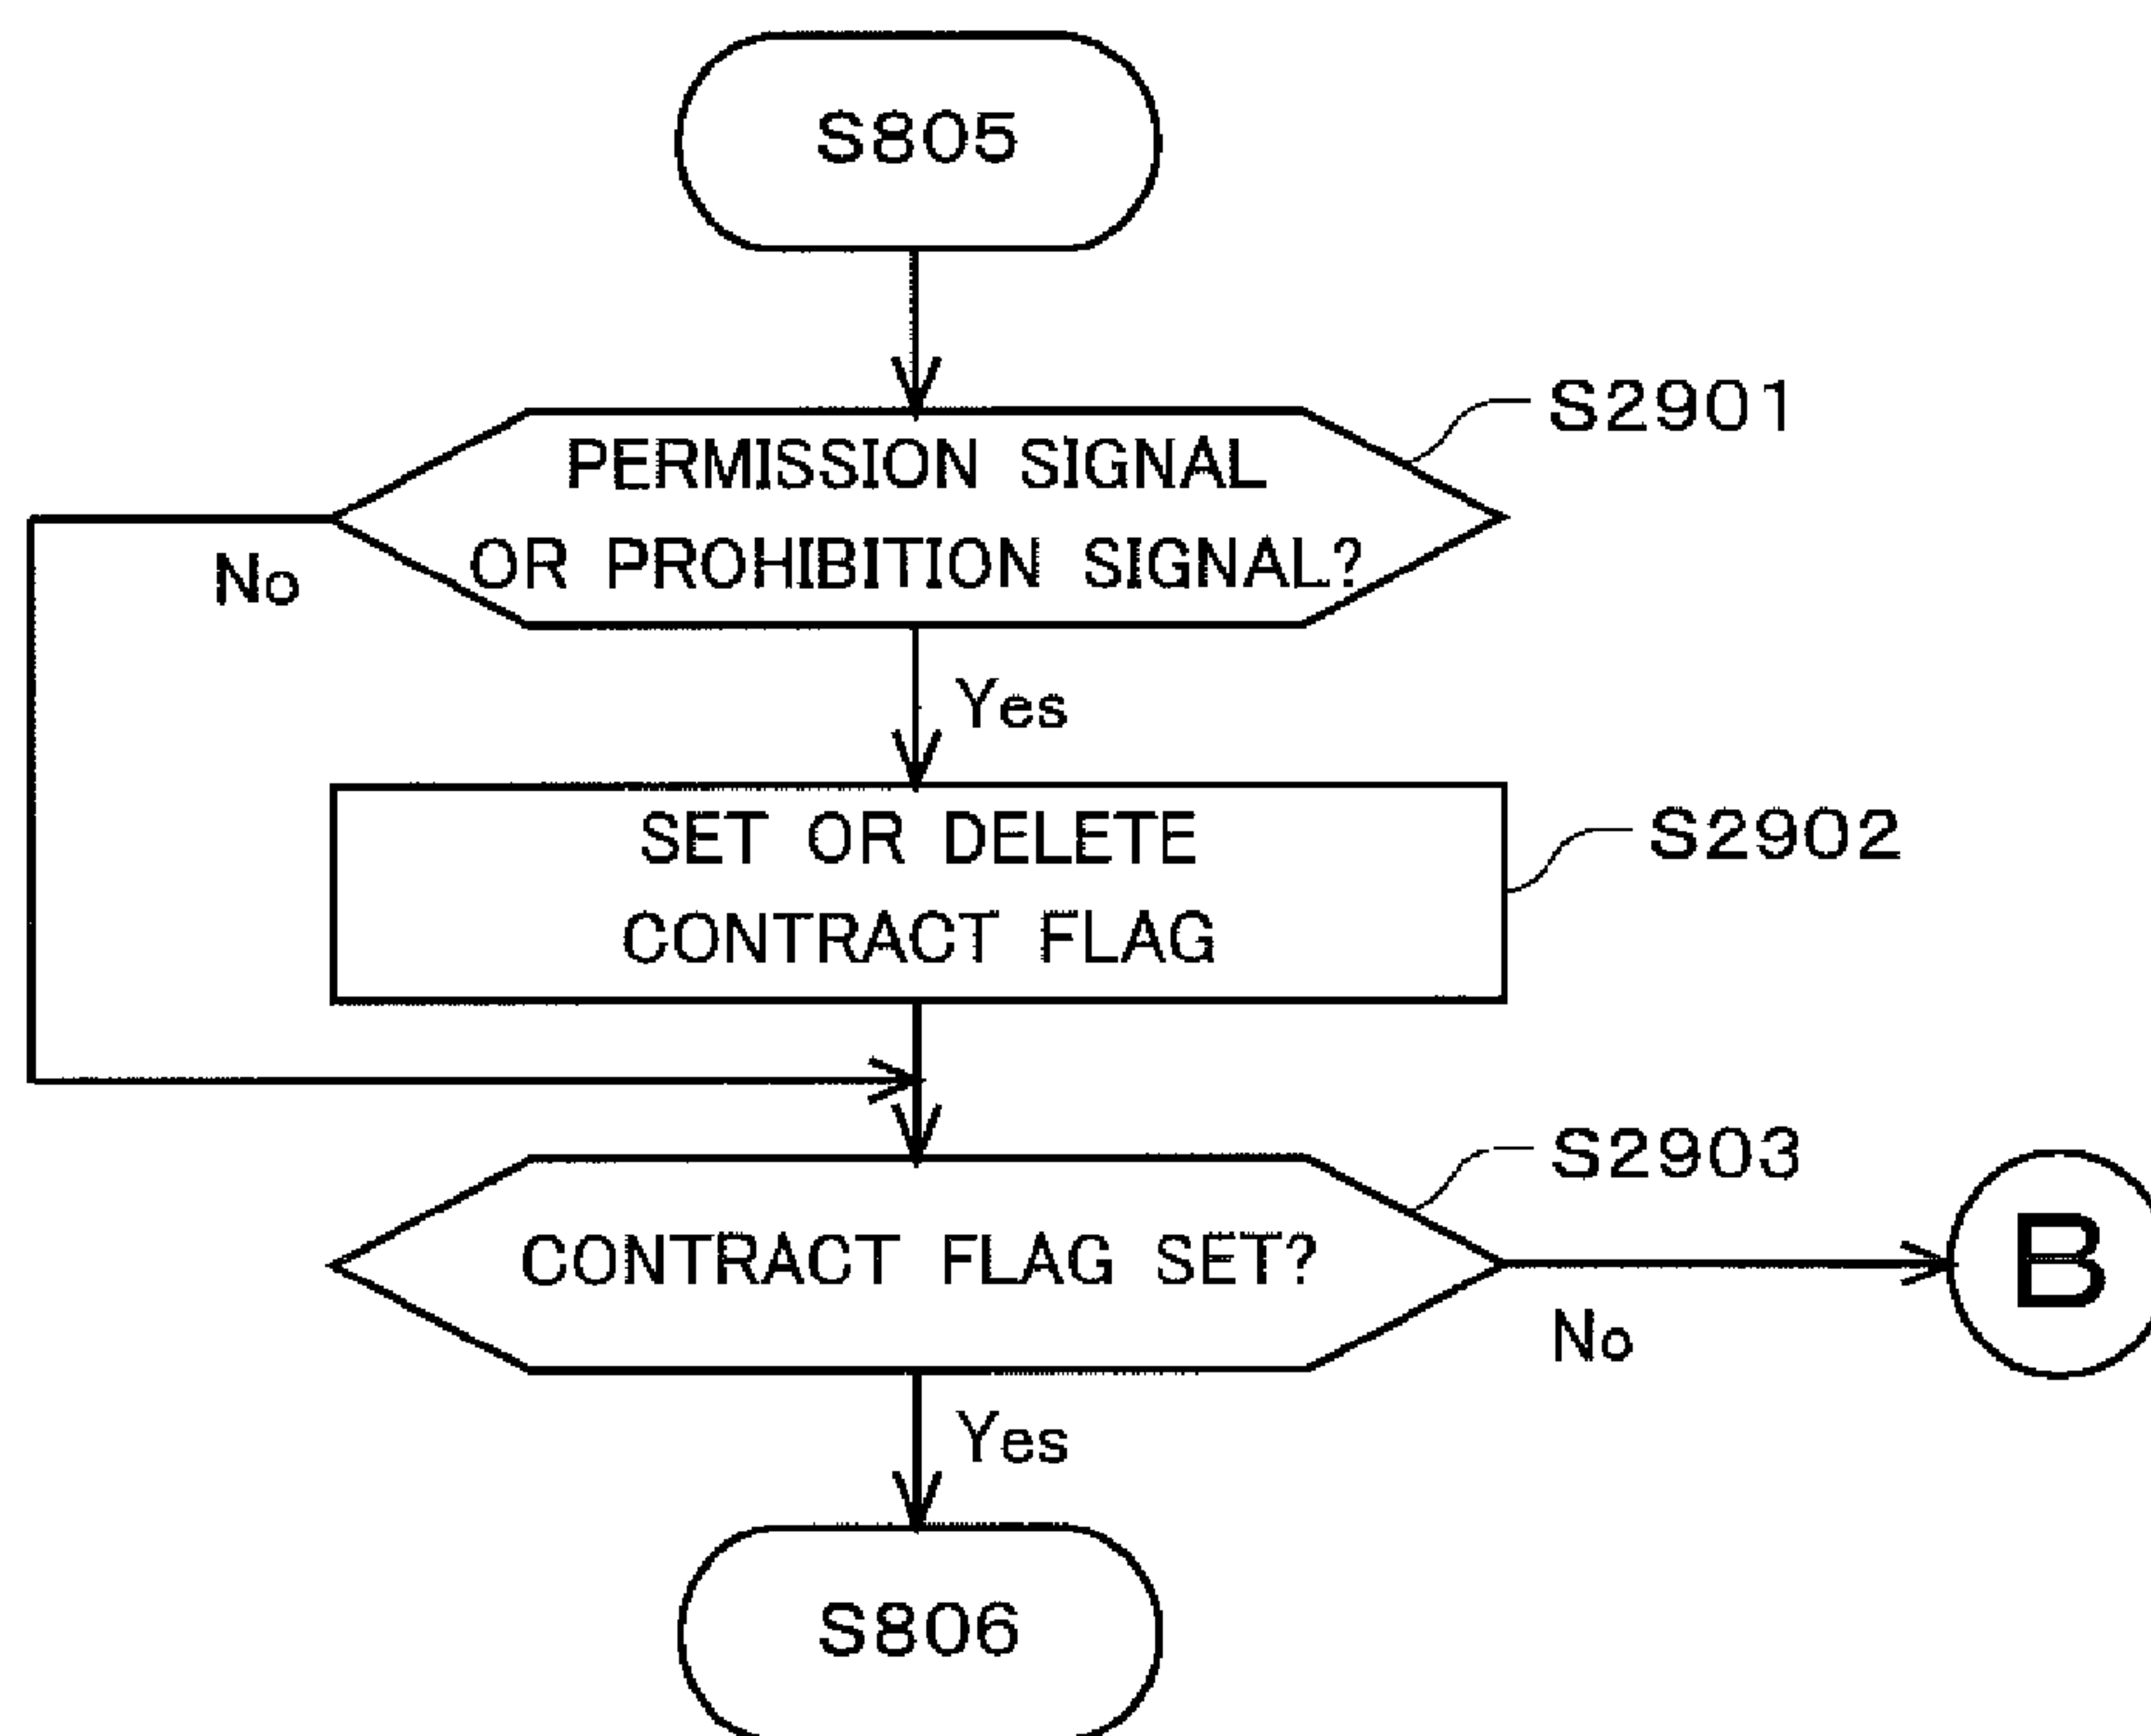 S805
S2901
PERMISSION SIGNAL
OR PROHIBITION SIGNAL?
No
Yes
SET OR DELETE
CONTRACT FLAG
S2902
S2903
CONTRACT FLAG SET?
B
No
Yes
S806